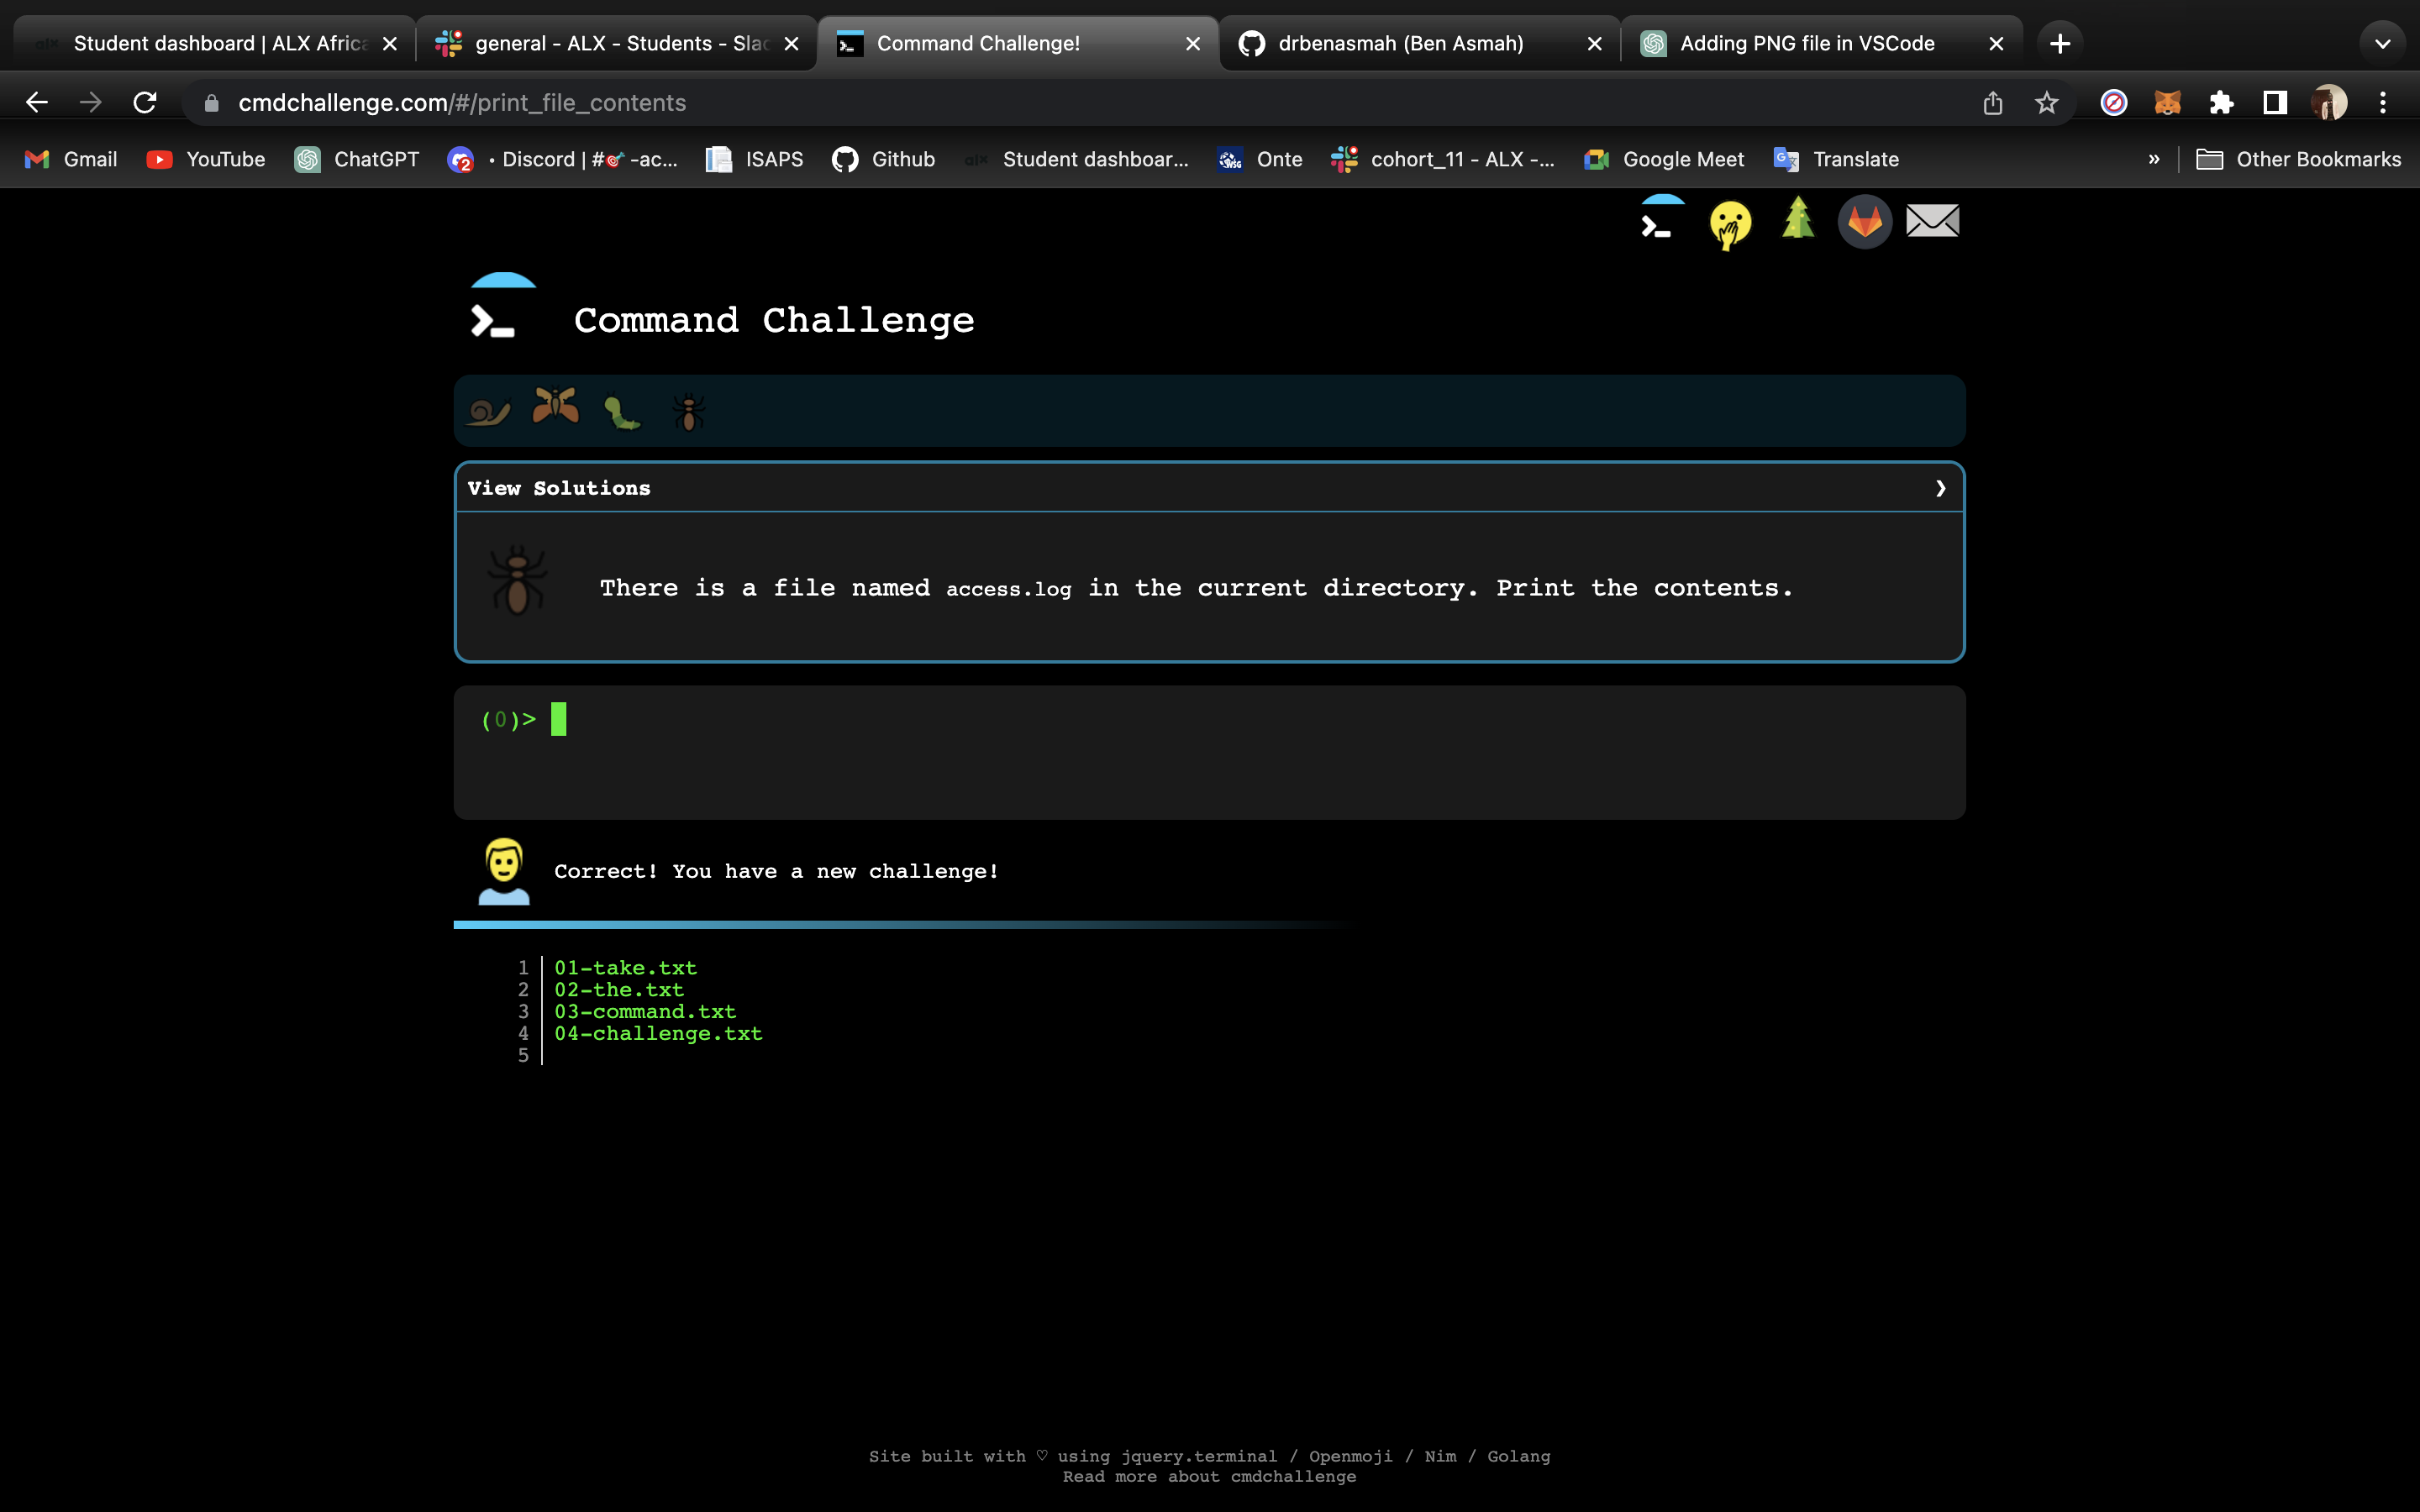 Student dashboard | ALX Africa
general - ALX - Students - Slac
Command Challenge!
drbenasmah (Ben Asmah)
Adding PNG file in VSCode
cmdchallenge.com/#/print_file_contents
Gmail
YouTube
ChatGPT
2
• Discord | #🎯-ac...
ISAPS
Github
alx
Student dashboar...
WSG
Onte
cohort_11 - ALX -...
Google Meet
Translate
»
Other Bookmarks
Command Challenge
View Solutions
There is a file named access.log in the current directory. Print the contents.
(0)>
Correct! You have a new challenge!
1 01-take.txt
2 02-the.txt
3 03-command.txt
4 04-challenge.txt
5
Site built with ♡ using jquery.terminal / Openmoji / Nim / Golang
Read more about cmdchallenge